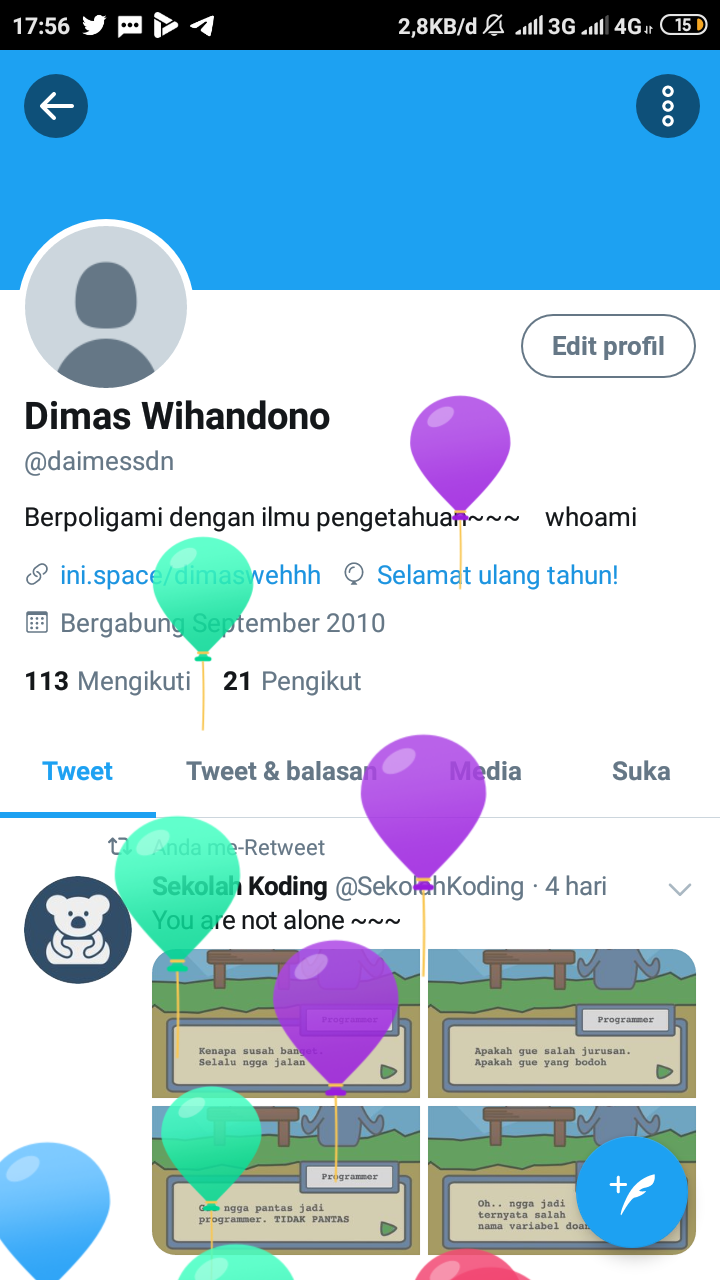 17:56 2,8KB/d 3G 4G 15
Edit profil
Dimas Wihandono
@daimessdn
Berpoligami dengan ilmu pengetahuan~~~ whoami
ini.space/dimaswehhh Selamat ulang tahun!
Bergabung September 2010
113 Mengikuti 21 Pengikut
Tweet Tweet & balasan Media Suka
Anda me-Retweet
Sekolah Koding @SekolahKoding · 4 hari
You are not alone ~~~
Programmer
Kenapa susah banget.
Selalu ngga jalan
Programmer
Apakah gue salah jurusan.
Apakah gue yang bodoh
Programmer
ngga pantas jadi
programmer. TIDAK PANTAS
Oh.. ngga jadi
ternyata salah
nama variabel